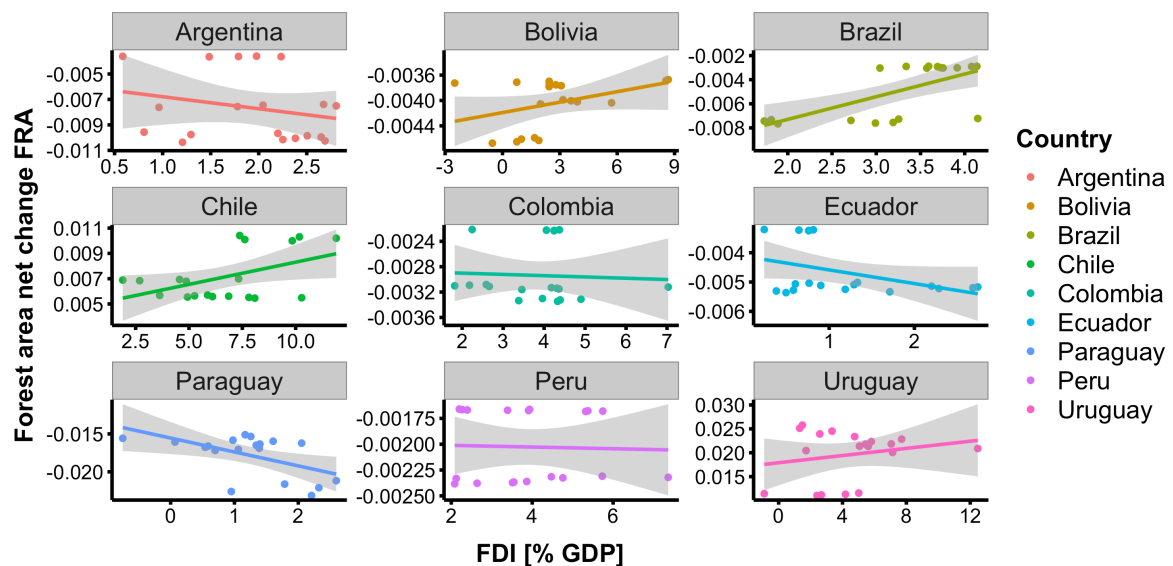 Argentina
Bolivia
Brazil
-0.005
-0.007
-0.009
-0.011
0.5 1.0 1.5 2.0 2.5
-0.0036
-0.0040
-0.0044
-3 0 3 6 9
-0.002
-0.004
-0.006
-0.008
2.0 2.5 3.0 3.5 4.0
Chile
Colombia
Ecuador
0.011
0.009
0.007
0.005
2.5 5.0 7.5 10.0
-0.0024
-0.0028
-0.0032
-0.0036
2 3 4 5 6 7
-0.004
-0.005
-0.006
1 2
Paraguay
Peru
Uruguay
-0.015
-0.020
0 1 2
-0.00175
-0.00200
-0.00225
-0.00250
2 4 6
0.030
0.025
0.020
0.015
0 4 8 12
Forest area net change FRA
FDI [% GDP]
Country
Argentina
Bolivia
Brazil
Chile
Colombia
Ecuador
Paraguay
Peru
Uruguay